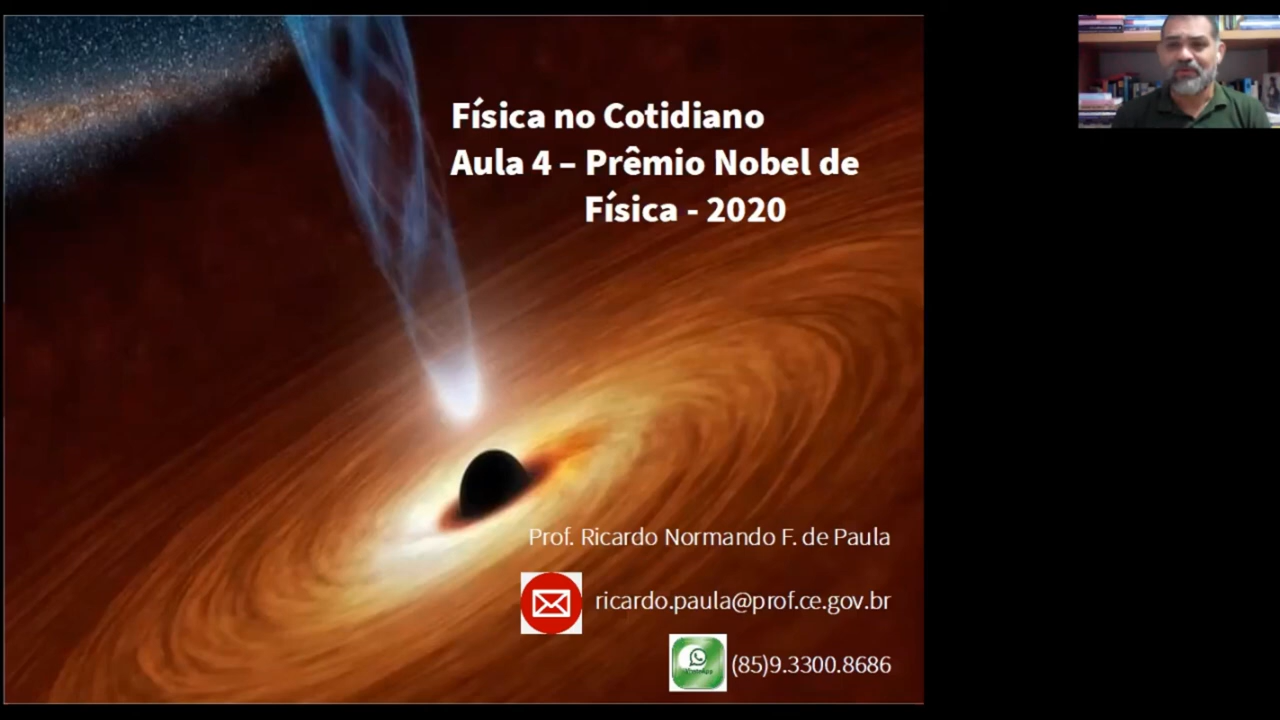 Física no Cotidiano
Aula 4 – Prêmio Nobel de
Física - 2020
Prof. Ricardo Normando F. de Paula
ricardo.paula@prof.ce.gov.br
(85)9.3300.8686